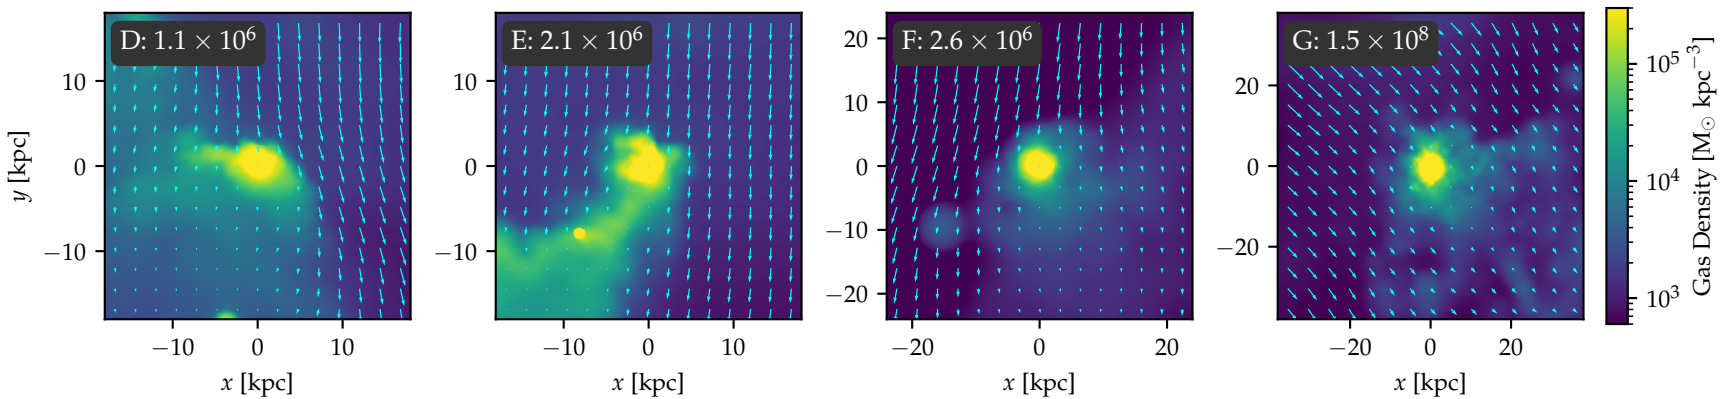 D: 1.1 × 10⁶
E: 2.1 × 10⁶
F: 2.6 × 10⁶
G: 1.5 × 10⁸
y [kpc]
10
0
−10
10
0
−10
20
10
0
−10
−20
20
0
−20
−10 0 10
−10 0 10
−20 0 20
−20 0 20
x [kpc]
x [kpc]
x [kpc]
x [kpc]
10⁵
10⁴
10³
Gas Density [M☉ kpc⁻³]